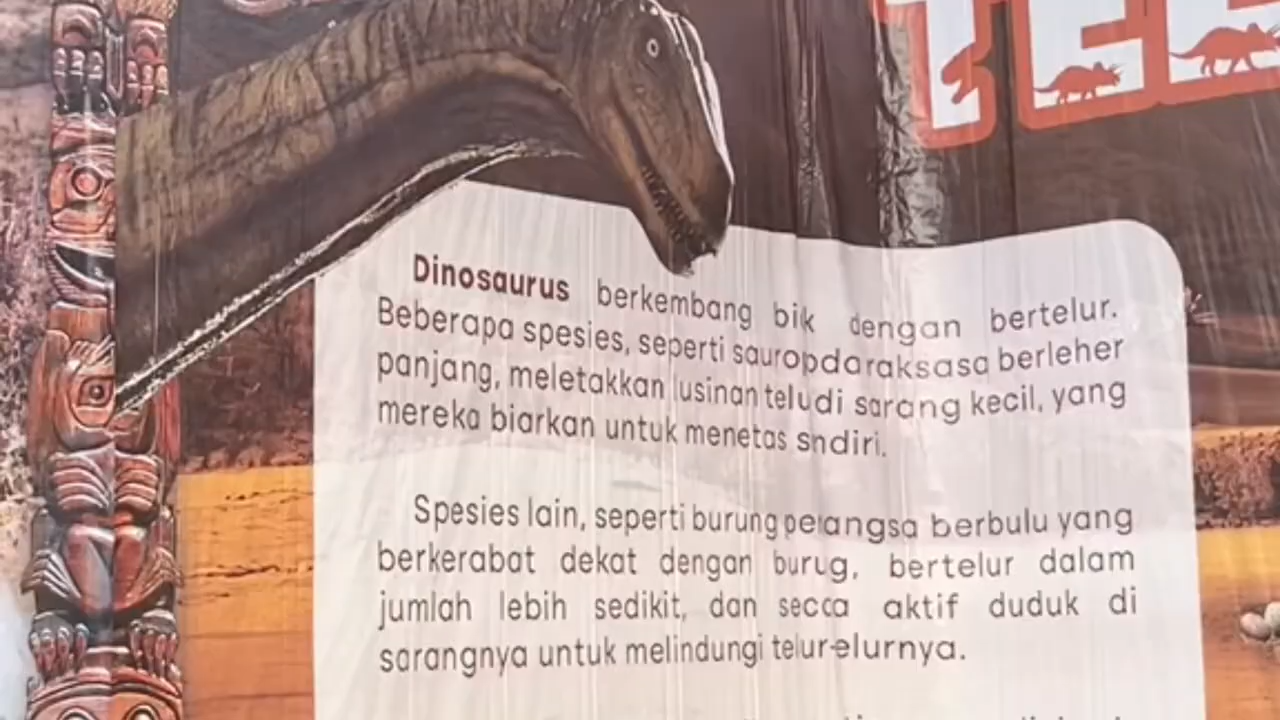 TE
Dinosaurus berkembang bik dengan bertelur.
Beberapa spesies, seperti sauropdaraksasa berleher
panjang, meletakkan lusinan teludi sarang kecil, yang
mereka biarkan untuk menetas sndiri.
Spesies lain, seperti burung pelangsa berbulu yang
berkerabat dekat dengan burug, bertelur dalam
jumlah lebih sedikit, dan secca aktif duduk di
sarangnya untuk melindungi telur-elurnya.